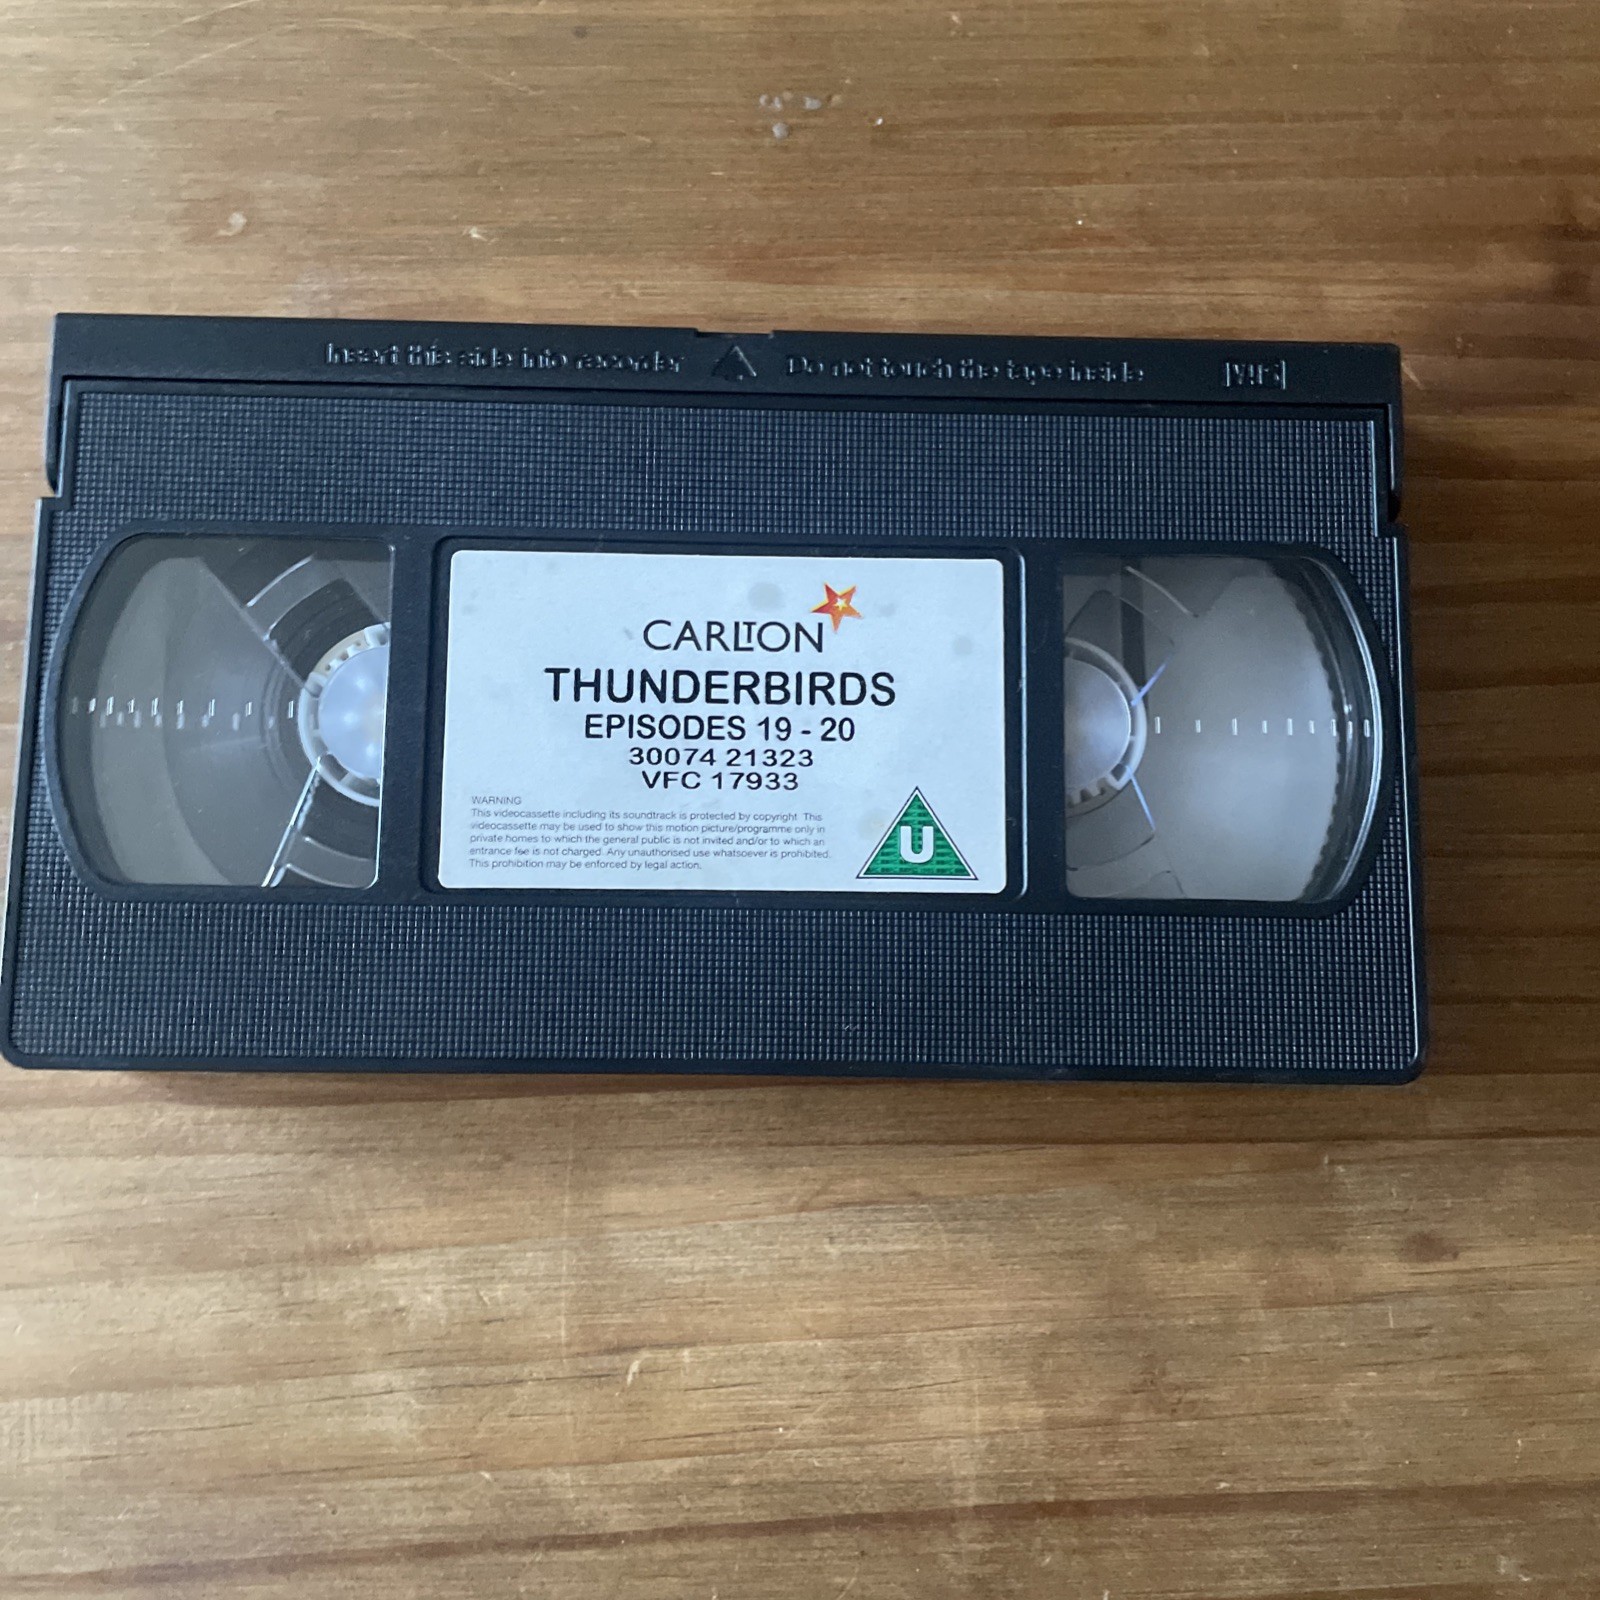 Insert this side into recorder Do not touch the tape inside VHS
CARLTON
THUNDERBIRDS
EPISODES 19 - 20
30074 21323
VFC 17933
WARNING
This videocassette including its soundtrack is protected by copyright. This
videocassette may be used to show this motion picture/programme only in
private homes to which the general public is not invited and/or to which an
entrance fee is not charged. Any unauthorised use whatsoever is prohibited.
This prohibition may be enforced by legal action.
U